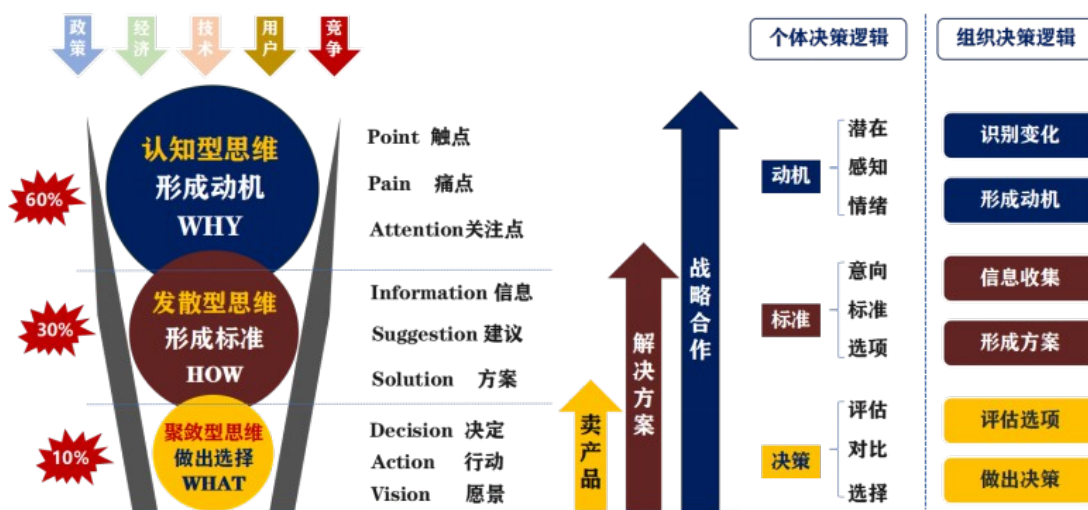 政策
经济
技术
用户
竞争
个体决策逻辑
组织决策逻辑
60%
认知型思维
形成动机
WHY
Point 触点
Pain 痛点
Attention关注点
30%
发散型思维
形成标准
HOW
Information 信息
Suggestion 建议
Solution 方案
10%
聚敛型思维
做出选择
WHAT
Decision 决定
Action 行动
Vision 愿景
卖产品
解决方案
战略合作
动机
潜在
感知
情绪
标准
意向
标准
选项
决策
评估
对比
选择
识别变化
形成动机
信息收集
形成方案
评估选项
做出决策